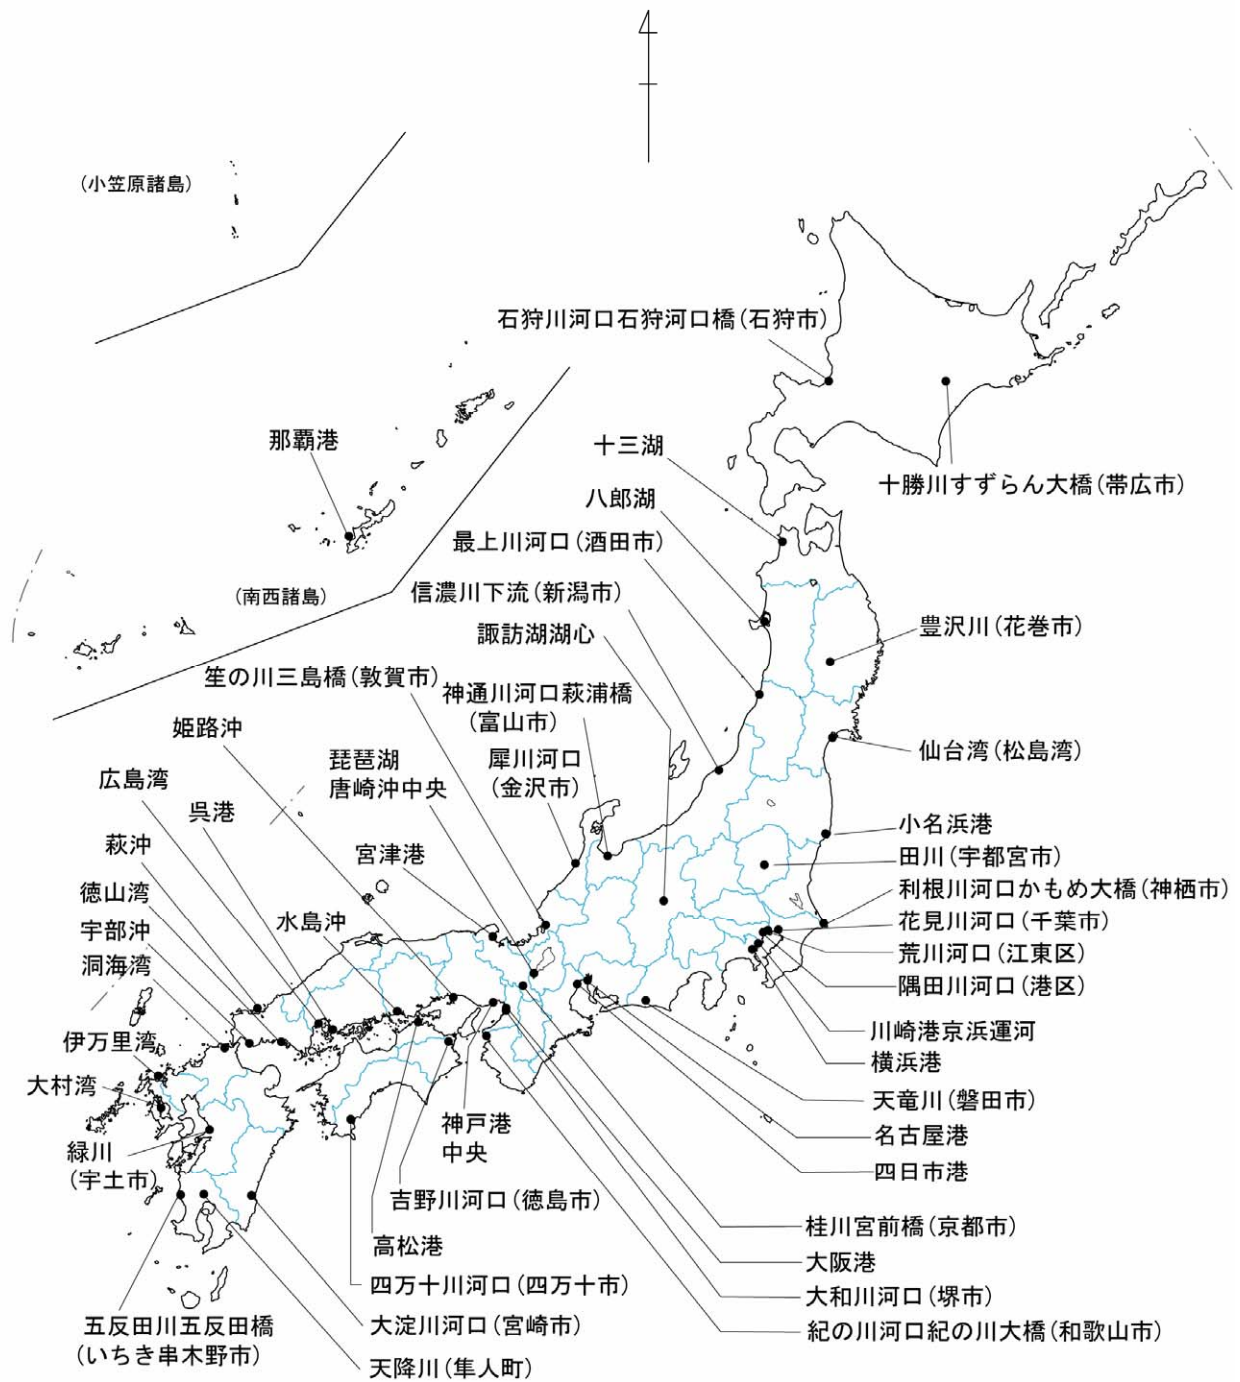 4
(小笠原諸島)
石狩川河口石狩河口橋(石狩市)
那覇港
十三湖
十勝川すずらん大橋(帯広市)
八郎湖
最上川河口(酒田市)
信濃川下流(新潟市)
(南西諸島)
諏訪湖湖心
豊沢川(花巻市)
笙の川三島橋(敦賀市)
神通川河口萩浦橋
(富山市)
姫路沖
仙台湾(松島湾)
琵琶湖
唐崎沖中央
犀川河口
(金沢市)
広島湾
呉港
小名浜港
萩沖
宮津港
田川(宇都宮市)
徳山湾
利根川河口かもめ大橋(神栖市)
水島沖
花見川河口(千葉市)
宇部沖
荒川河口(江東区)
洞海湾
隅田川河口(港区)
川崎港京浜運河
伊万里湾
横浜港
大村湾
天竜川(磐田市)
神戸港
中央
名古屋港
緑川
(宇土市)
四日市港
吉野川河口(徳島市)
桂川宮前橋(京都市)
高松港
大阪港
四万十川河口(四万十市)
大和川河口(堺市)
五反田川五反田橋
(いちき串木野市)
大淀川河口(宮崎市)
紀の川河口紀の川大橋(和歌山市)
天降川(隼人町)